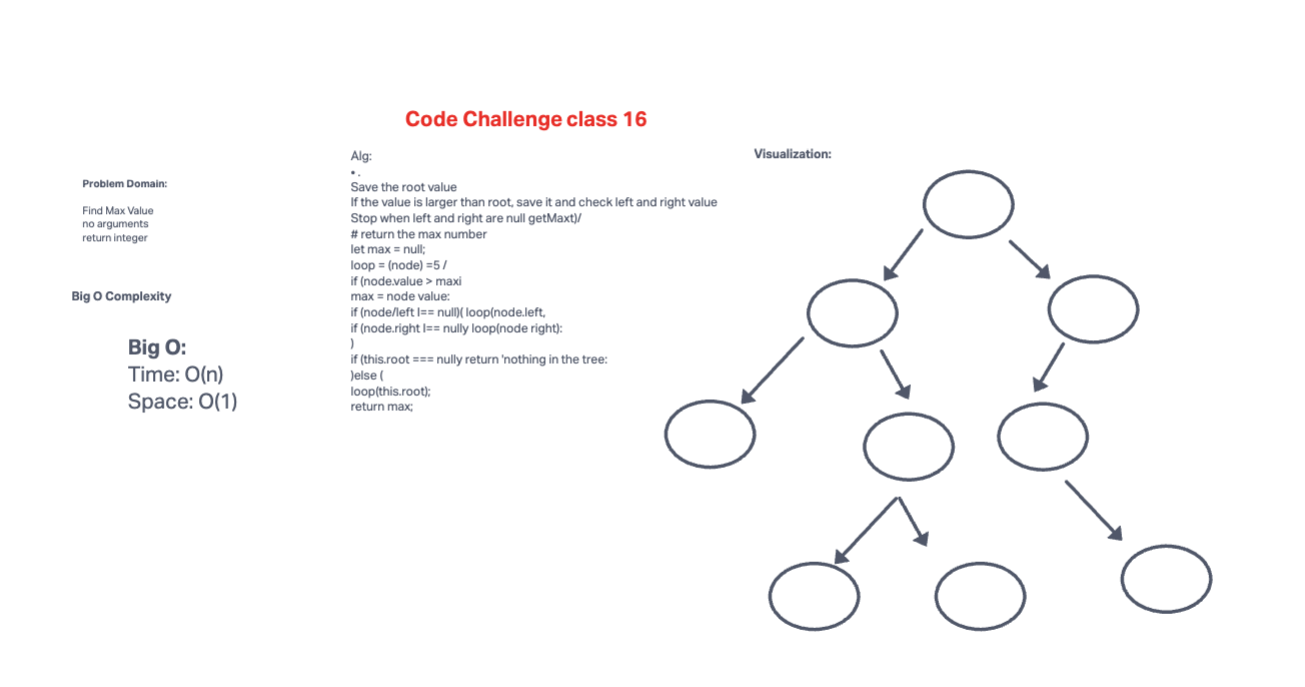 Code Challenge class 16
Problem Domain:
Find Max Value
no arguments
return integer
Big O Complexity
Big O:
Time: O(n)
Space: O(1)
Alg:
• .
Save the root value
If the value is larger than root, save it and check left and right value
Stop when left and right are null getMaxt)/
# return the max number
let max = null;
loop = (node) =5 /
if (node.value > maxi
max = node value:
if (node/left l== null)( loop(node.left,
if (node.right l== nully loop(node right):
)
if (this.root === nully return 'nothing in the tree:
)else (
loop(this.root);
return max;
Visualization: